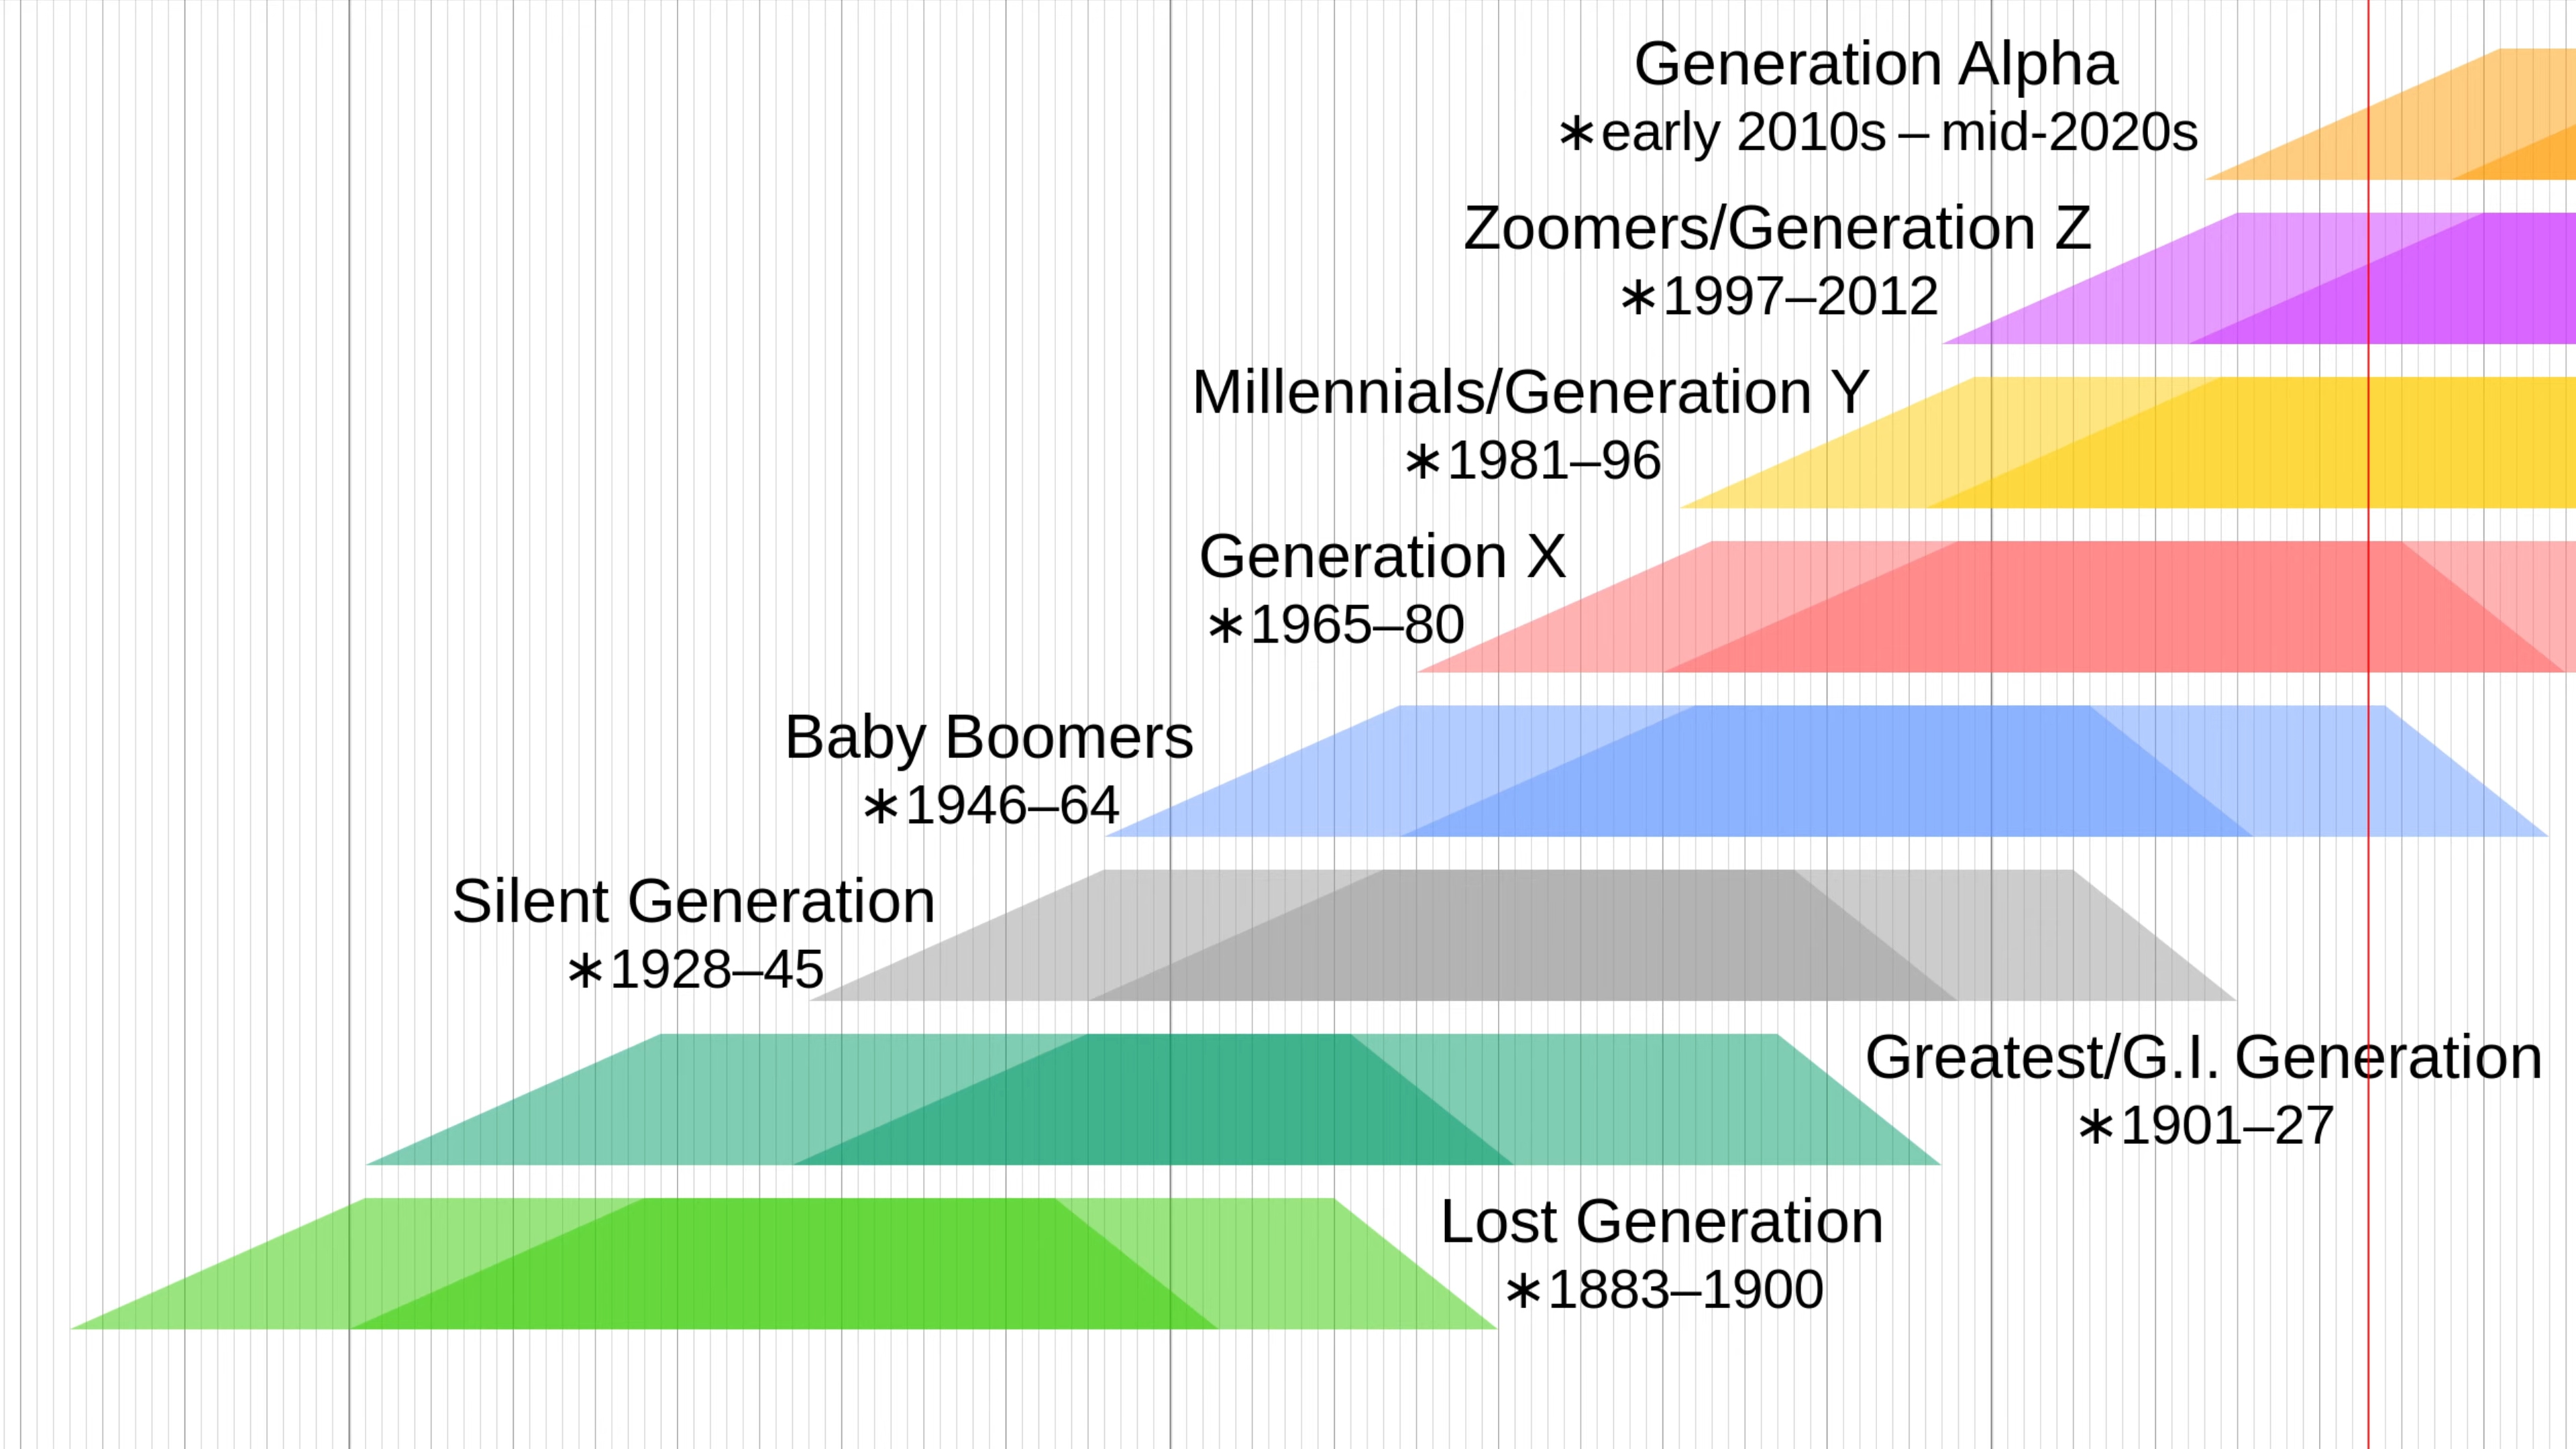 Generation Alpha
∗early 2010s – mid-2020s
Zoomers/Generation Z
∗1997–2012
Millennials/Generation Y
∗1981–96
Generation X
∗1965–80
Baby Boomers
∗1946–64
Silent Generation
∗1928–45
Greatest/G.I. Generation
∗1901–27
Lost Generation
∗1883–1900